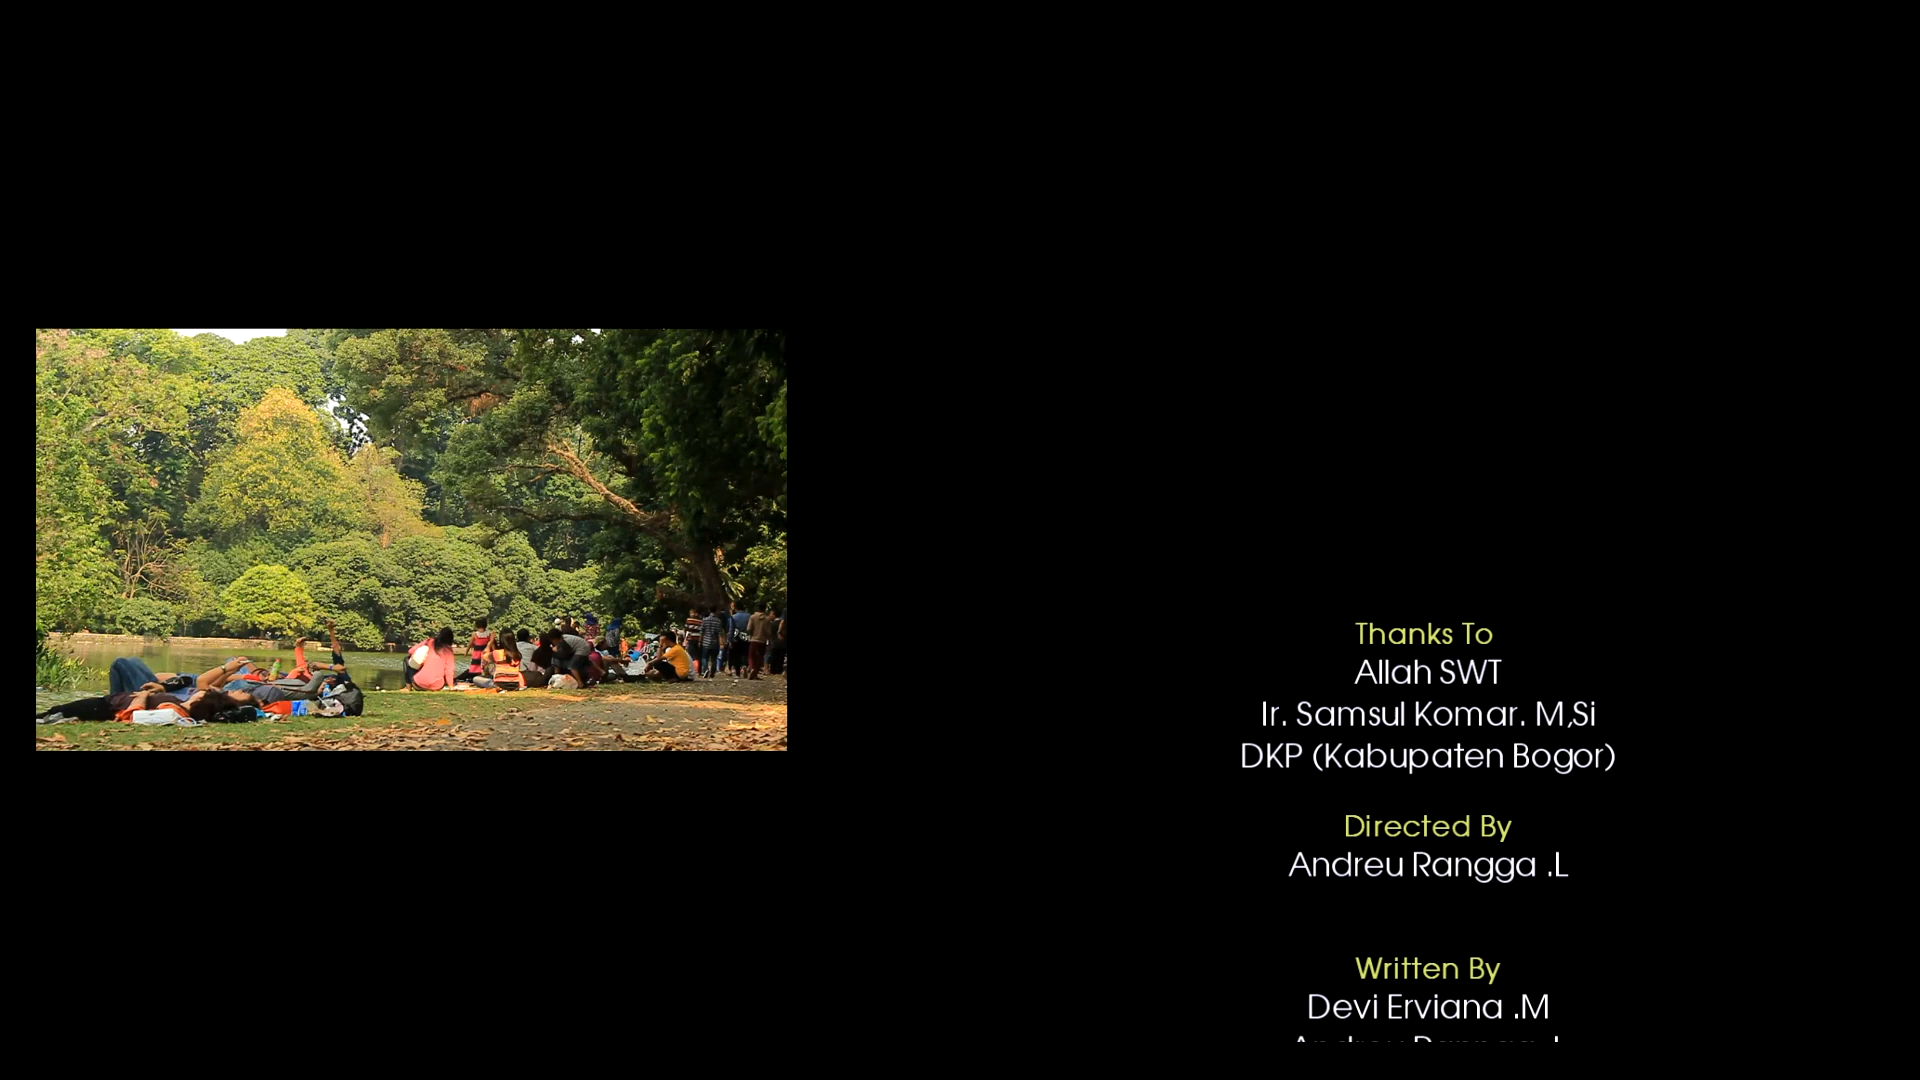 Thanks To
Allah SWT
Ir. Samsul Komar. M,Si
DKP (Kabupaten Bogor)
Directed By
Andreu Rangga .L
Written By
Devi Erviana .M